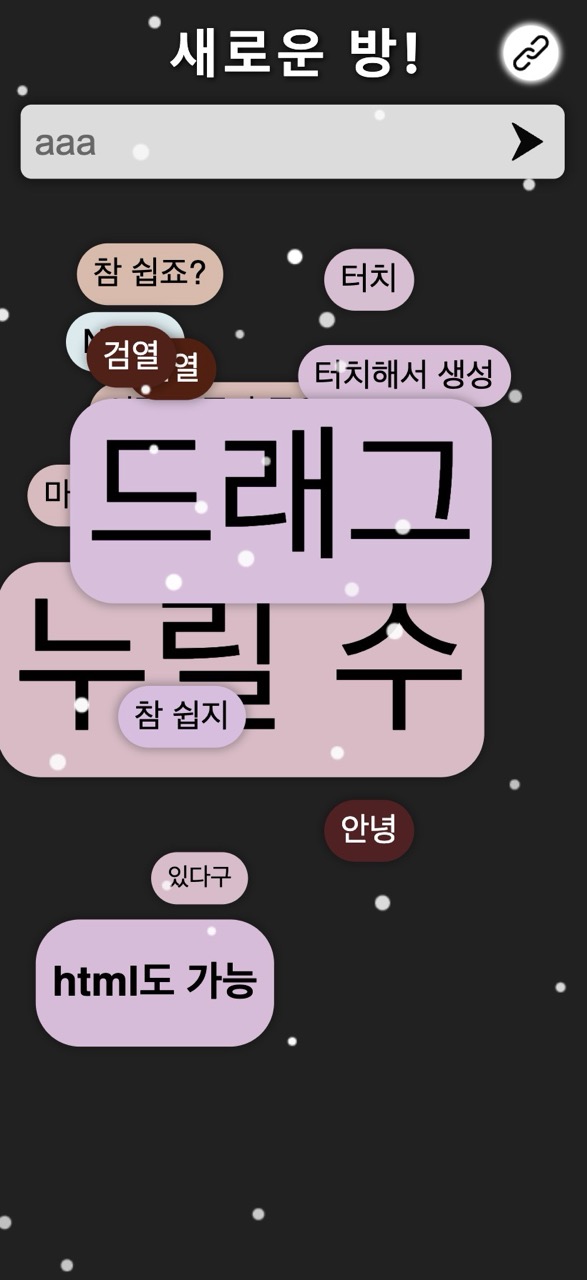 새로운 방!
aaa
참 쉽죠?
터치
검열
열
터치해서 생성
드래그
마
누릴 수
참 쉽지
안녕
있다구
html도 가능